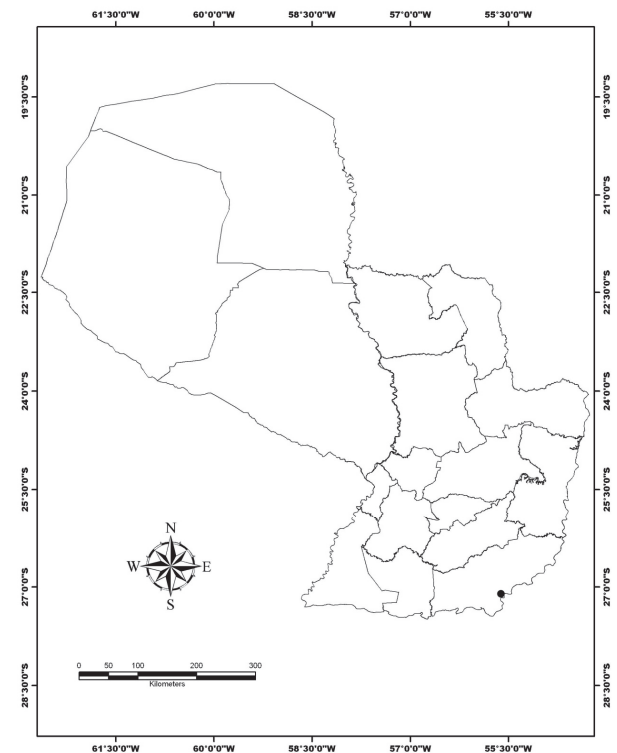 61°30'0"W 60°0'0"W 58°30'0"W 57°0'0"W 55°30'0"W
19°30'0"S 19°30'0"S
21°0'0"S 21°0'0"S
22°30'0"S 22°30'0"S
24°0'0"S 24°0'0"S
25°30'0"S 25°30'0"S
N
W E
S
27°0'0"S 27°0'0"S
0 50 100 200 300
Kilometers
28°30'0"S 28°30'0"S
61°30'0"W 60°0'0"W 58°30'0"W 57°0'0"W 55°30'0"W